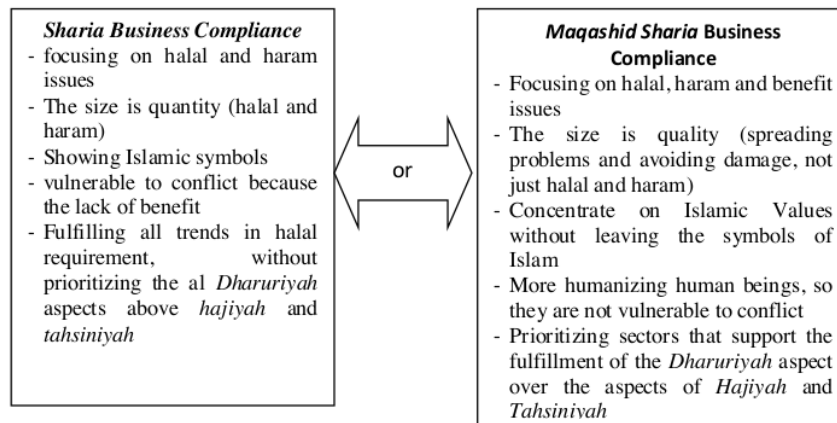 Sharia Business Compliance
- focusing on halal and haram
issues
- The size is quantity (halal and
haram)
- Showing Islamic symbols
- vulnerable to conflict because
the lack of benefit
- Fulfilling all trends in halal
requirement, without
prioritizing the al Dharuriyah
aspects above hajiyah and
tahsiniyah
or
Maqashid Sharia Business
Compliance
- Focusing on halal, haram and benefit
issues
- The size is quality (spreading
problems and avoiding damage, not
just halal and haram)
- Concentrate on Islamic Values
without leaving the symbols of
Islam
- More humanizing human beings, so
they are not vulnerable to conflict
- Prioritizing sectors that support the
fulfillment of the Dharuriyah aspect
over the aspects of Hajiyah and
Tahsiniyah